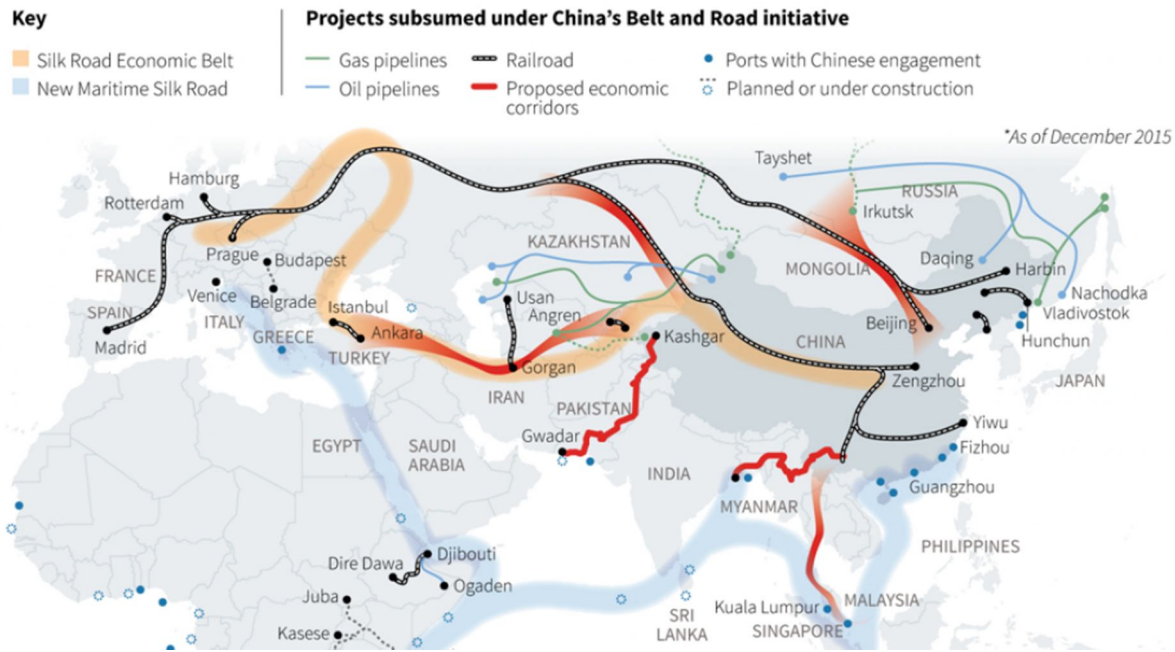 Key
Silk Road Economic Belt
New Maritime Silk Road
Projects subsumed under China's Belt and Road initiative
Gas pipelines
Oil pipelines
Railroad
Proposed economic
corridors
Ports with Chinese engagement
Planned or under construction
*As of December 2015
Tayshet
Hamburg
Rotterdam
RUSSIA
Irkutsk
Prague
Budapest
KAZAKHSTAN
MONGOLIA
Daqing
Harbin
FRANCE
Venice
Belgrade
Istanbul
Usan
Angren
Nachodka
Vladivostok
SPAIN
ITALY
GREECE
Ankara
Beijing
Hunchun
Madrid
TURKEY
Kashgar
CHINA
Gorgan
Zengzhou
JAPAN
IRAN
PAKISTAN
Yiwu
Gwadar
EGYPT
SAUDI
ARABIA
INDIA
Fizhou
Guangzhou
MYANMAR
PHILIPPINES
Djibouti
Dire Dawa
Ogaden
Juba
Kuala Lumpur
MALAYSIA
SRI
LANKA
SINGAPORE
Kasese